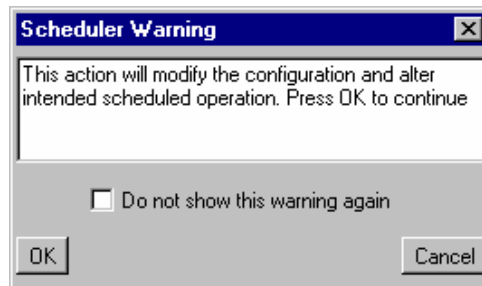 Scheduler Warning
This action will modify the configuration and alter
intended scheduled operation. Press OK to continue
Do not show this warning again
OK
Cancel